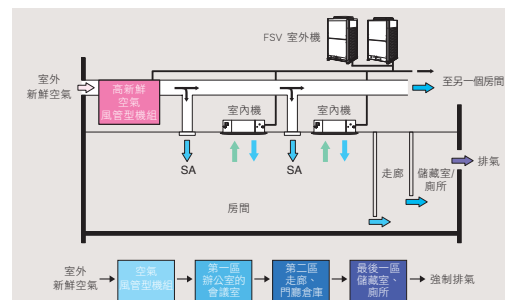 FSV 室外機
室外
新鮮空氣
高新鮮
空氣
風管型機組
室內機
室內機
至另一個房間
SA
SA
走廊
儲藏室/
廁所
排氣
房間
室外
新鮮空氣
空氣
風管型機組
第一區
辦公室的
會議室
第二區
走廊、
門廳倉庫
最後一區
儲藏室、
廁所
強制排氣